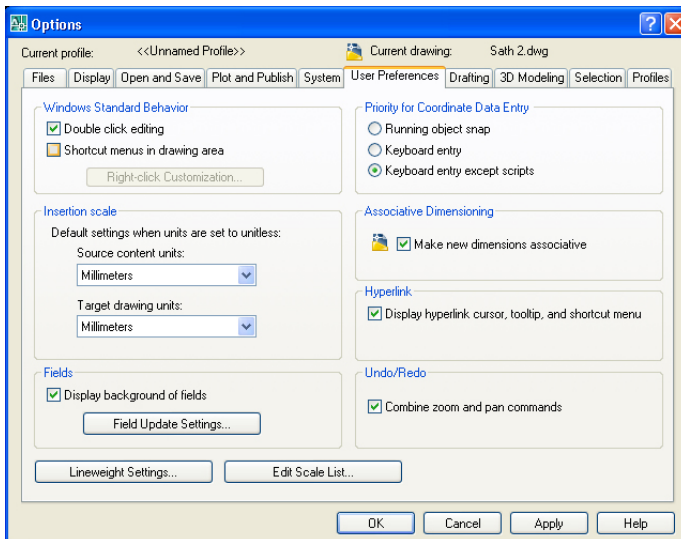 Options
Current profile: <<Unnamed Profile>> Current drawing: Sath 2.dwg
Files Display Open and Save Plot and Publish System User Preferences Drafting 3D Modeling Selection Profiles
Windows Standard Behavior
Double click editing
Shortcut menus in drawing area
Right-click Customization...
Insertion scale
Default settings when units are set to unitless:
Source content units:
Millimeters
Target drawing units:
Millimeters
Fields
Display background of fields
Field Update Settings...
Priority for Coordinate Data Entry
Running object snap
Keyboard entry
Keyboard entry except scripts
Associative Dimensioning
Make new dimensions associative
Hyperlink
Display hyperlink cursor, tooltip, and shortcut menu
Undo/Redo
Combine zoom and pan commands
Lineweight Settings... Edit Scale List...
OK Cancel Apply Help